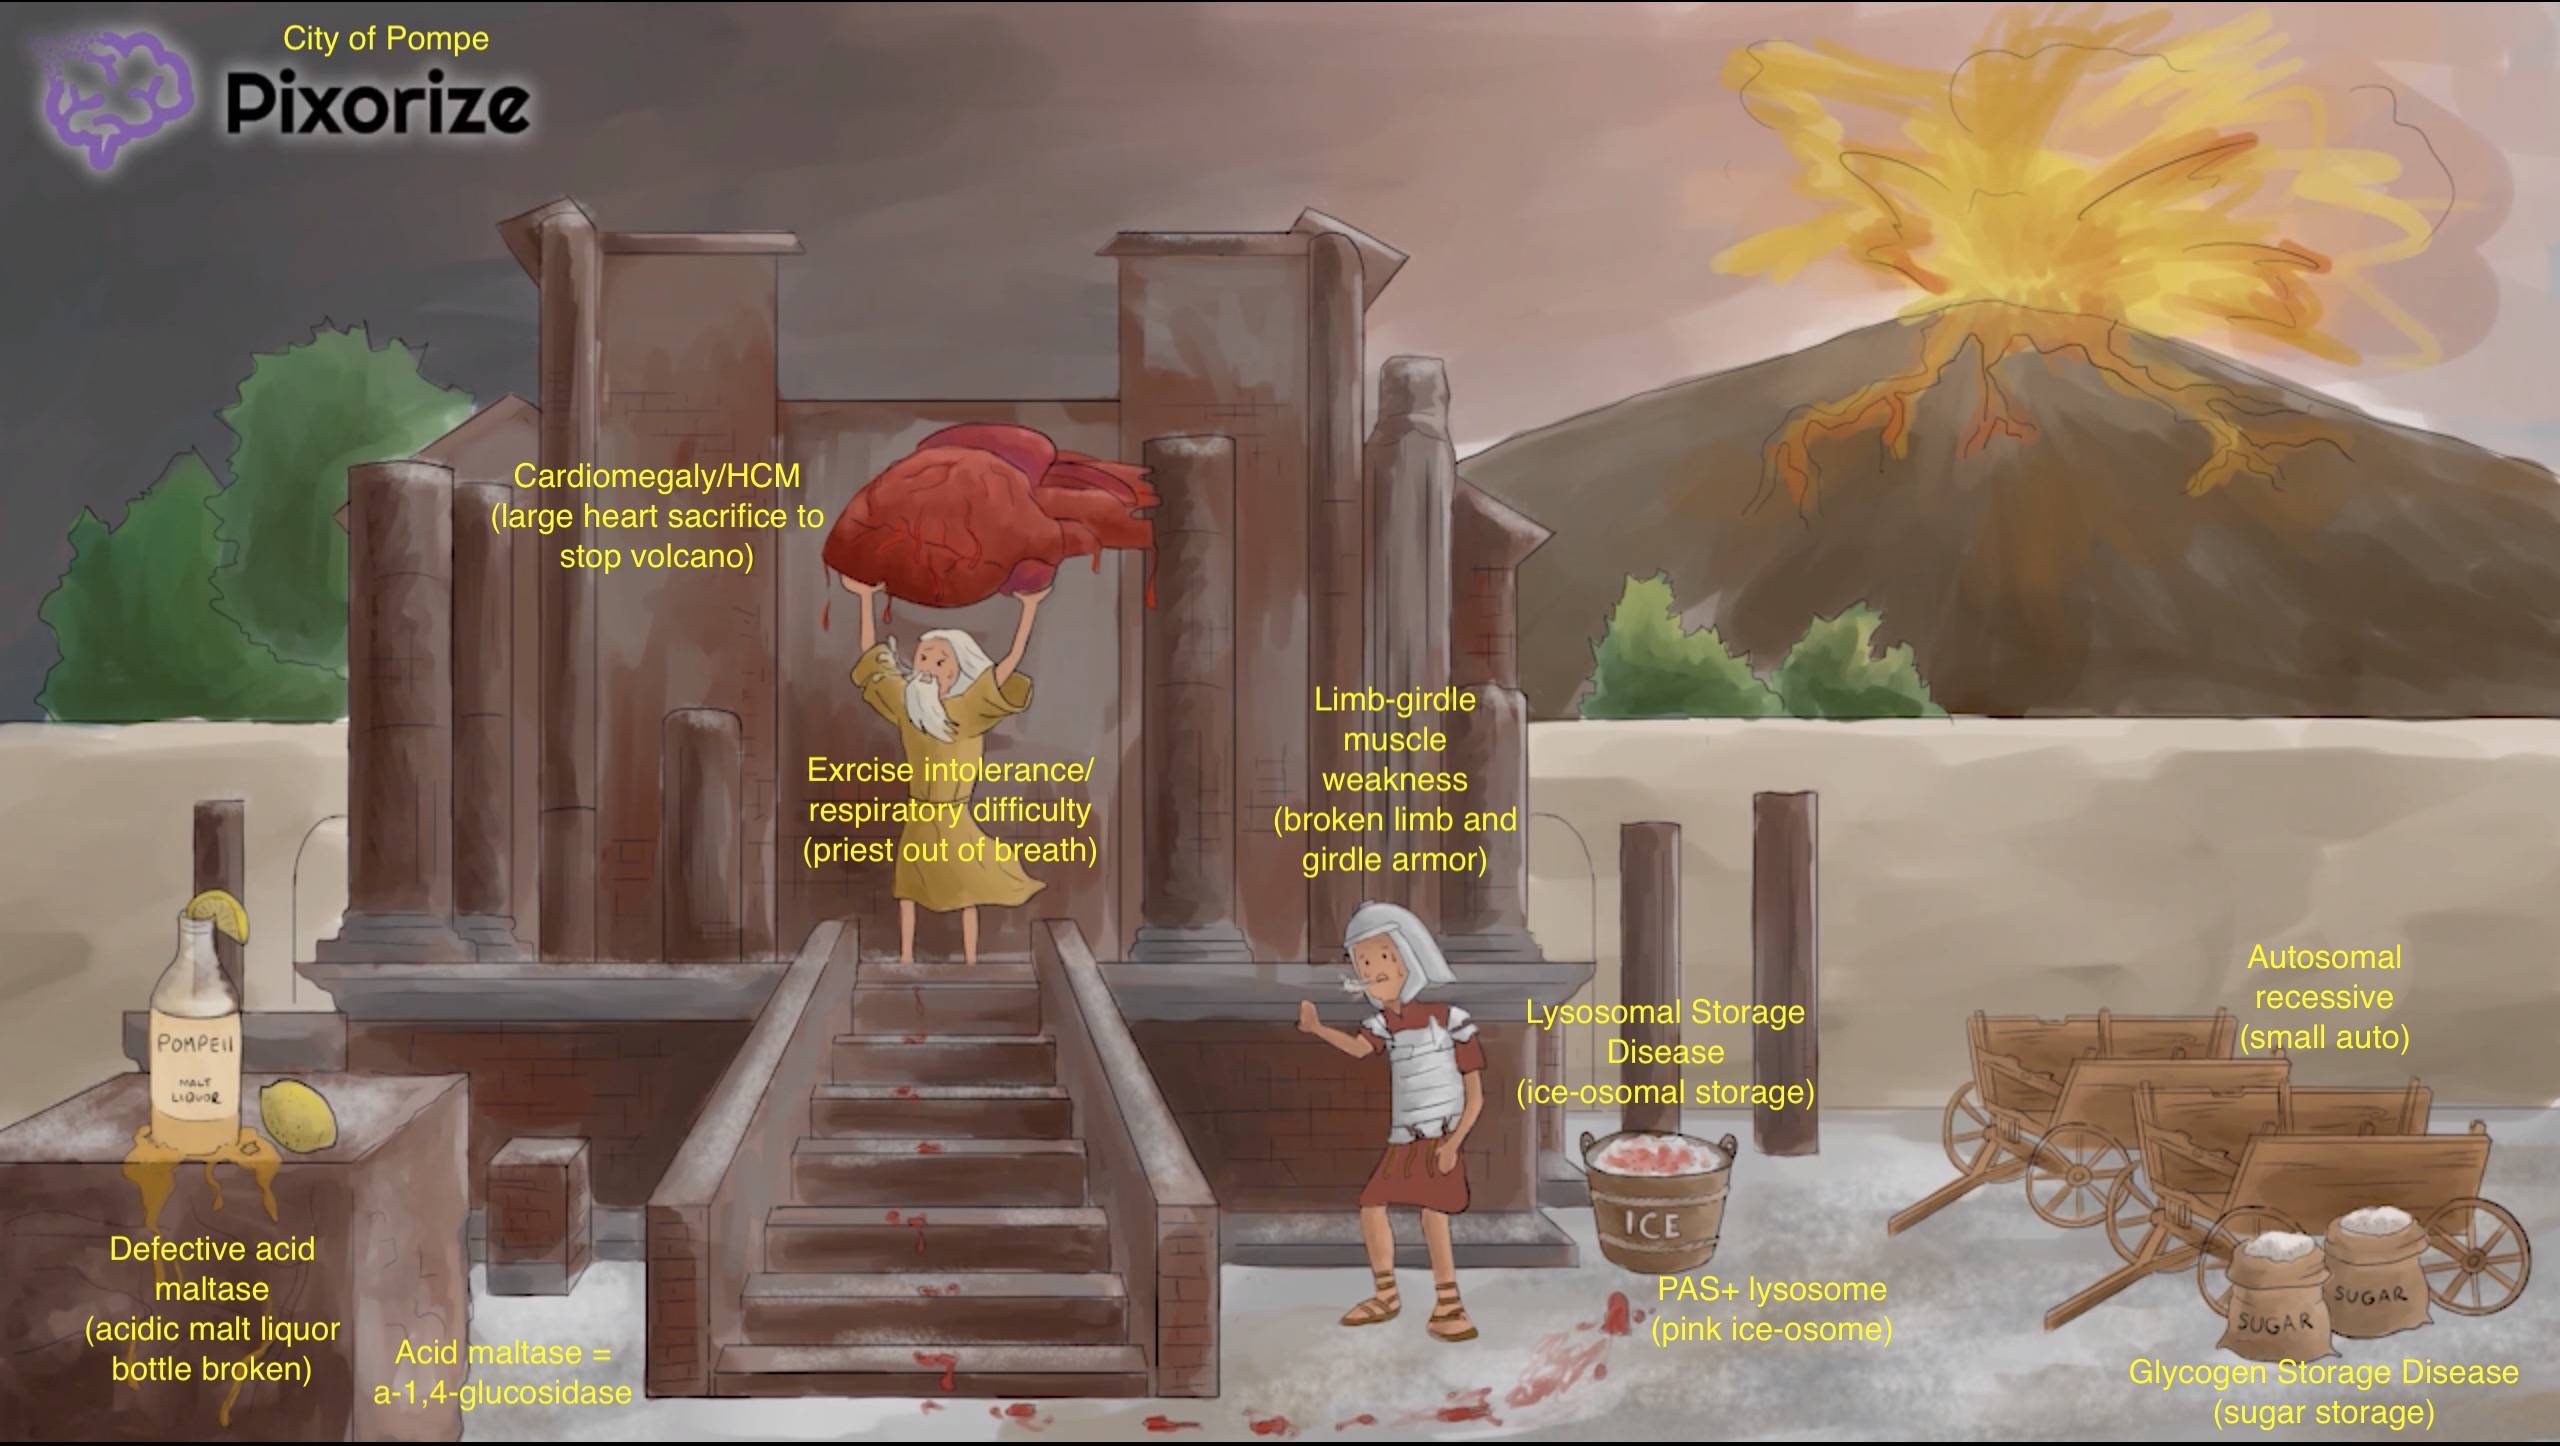 City of Pompe
Pixorize
Cardiomegaly/HCM
(large heart sacrifice to
stop volcano)
Exrcise intolerance/
respiratory difficulty
(priest out of breath)
Limb-girdle
muscle
weakness
(broken limb and
girdle armor)
Lysosomal Storage
Disease
(ice-osomal storage)
Autosomal
recessive
(small auto)
POMPEII
MALT
LIQUOR
ICE
SUGAR
SUGAR
Defective acid
maltase
(acidic malt liquor
bottle broken)
Acid maltase =
a-1,4-glucosidase
PAS+ lysosome
(pink ice-osome)
Glycogen Storage Disease
(sugar storage)